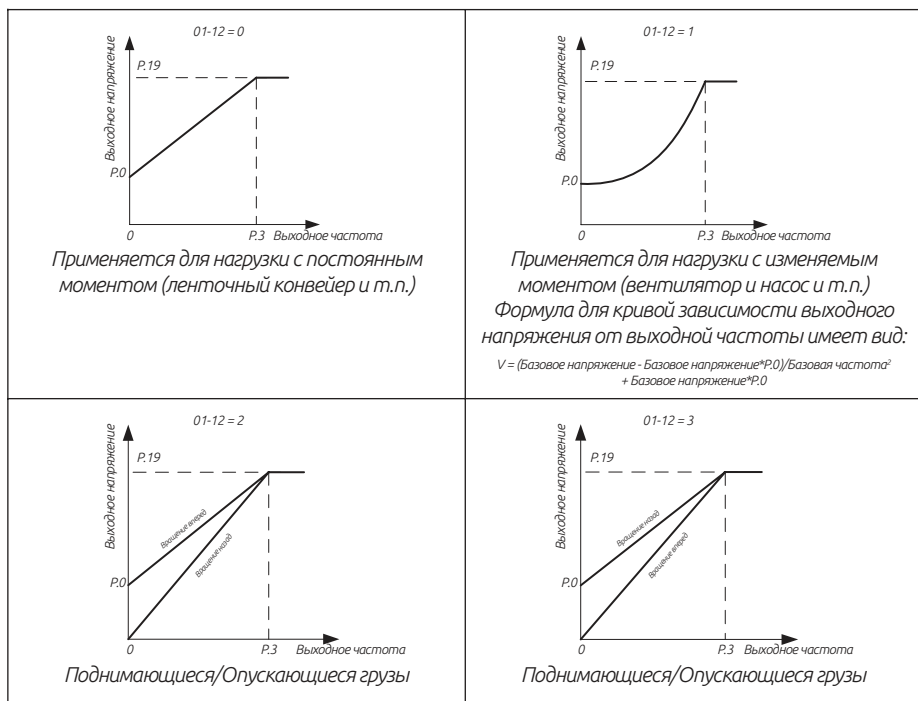 01-12 = 0
Выходное напряжение
P.19
P.0
0
P.3
Выходное частота
Применяется для нагрузки с постоянным
моментом (ленточный конвейер и т.п.)
01-12 = 1
Выходное напряжение
P.19
P.0
0
P.3
Выходное частота
Применяется для нагрузки с изменяемым
моментом (вентилятор и насос и т.п.)
Формула для кривой зависимости выходного
напряжения от выходной частоты имеет вид:
V = (Базовое напряжение - Базовое напряжение*P.0)/Базовая частота²
+ Базовое напряжение*P.0
01-12 = 2
Выходное напряжение
P.19
Вращение вперед
Вращение назад
P.0
0
P.3
Выходное частота
Поднимающиеся/Опускающиеся грузы
01-12 = 3
Выходное напряжение
P.19
Вращение назад
Вращение вперед
P.0
0
P.3
Выходное частота
Поднимающиеся/Опускающиеся грузы